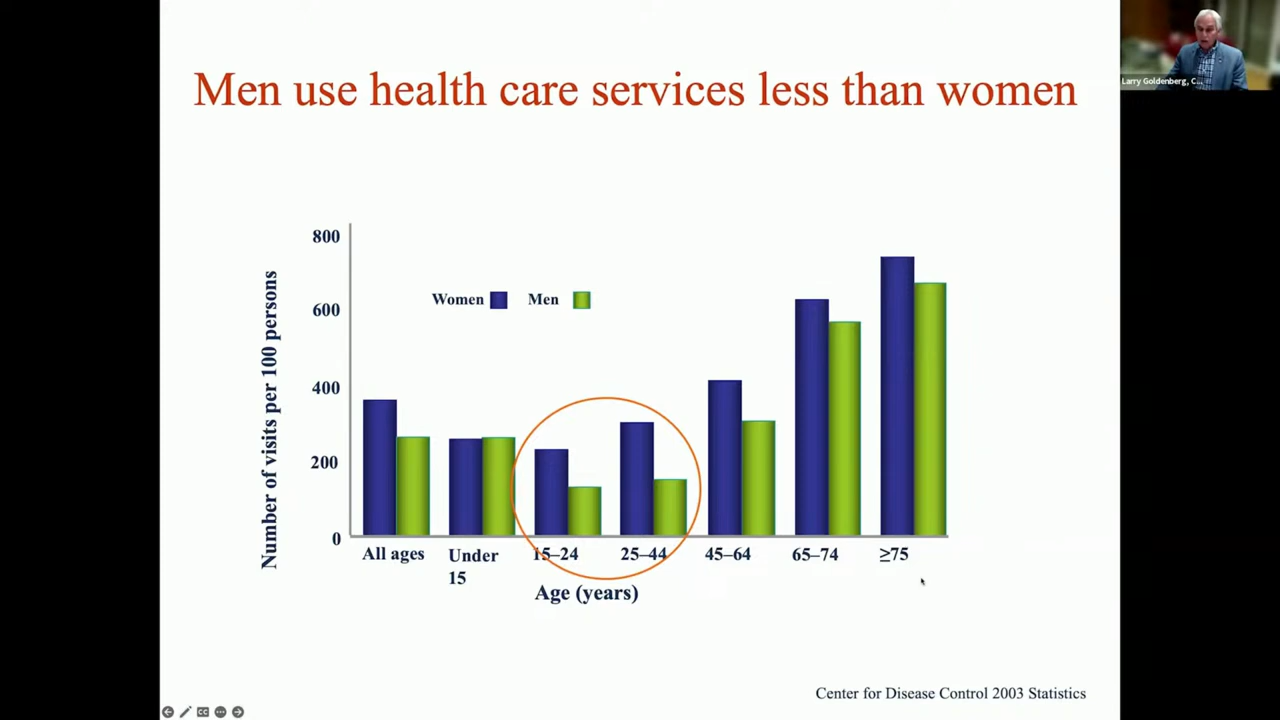 Men use health care services less than women
Larry Goldenberg, C...
Number of visits per 100 persons
800
600
400
200
0
Women
Men
All ages
Under
15
15–24
25–44
45–64
65–74
≥75
Age (years)
Center for Disease Control 2003 Statistics
CC